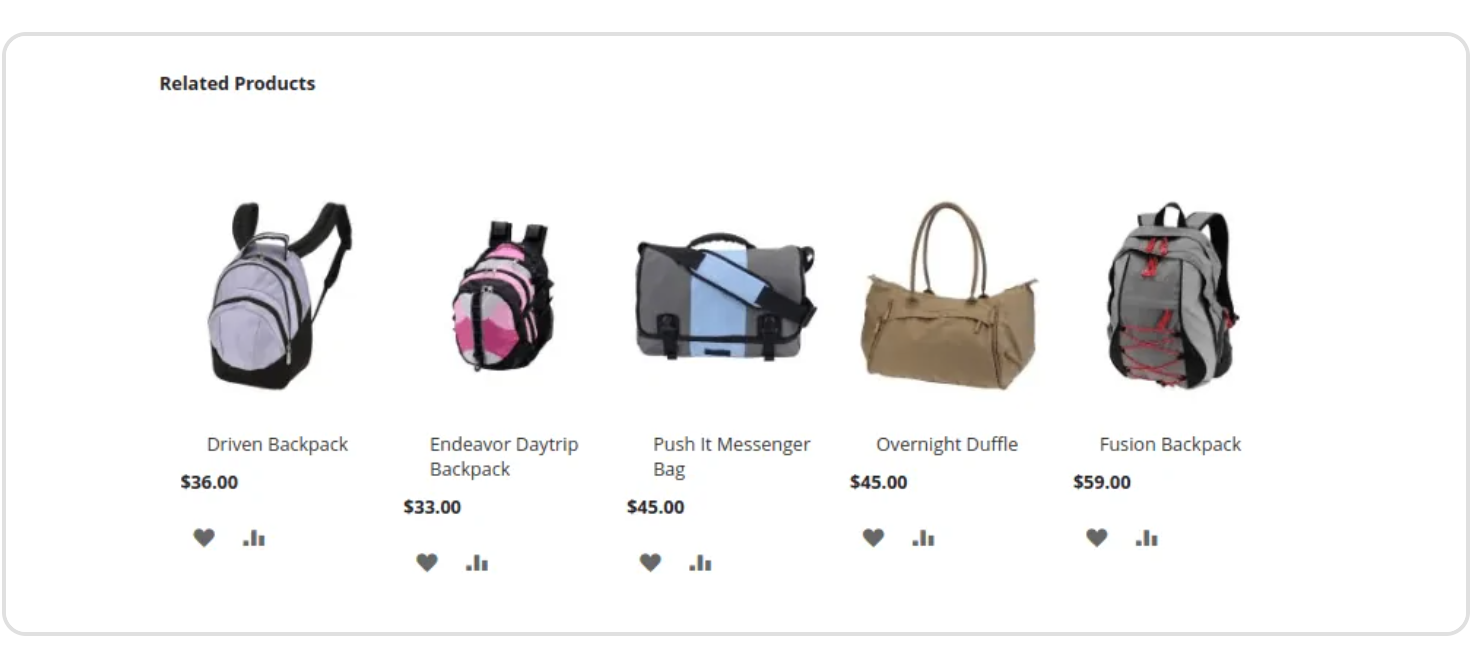 Related Products
Driven Backpack
$36.00
Endeavor Daytrip
Backpack
$33.00
Push It Messenger
Bag
$45.00
Overnight Duffle
$45.00
Fusion Backpack
$59.00